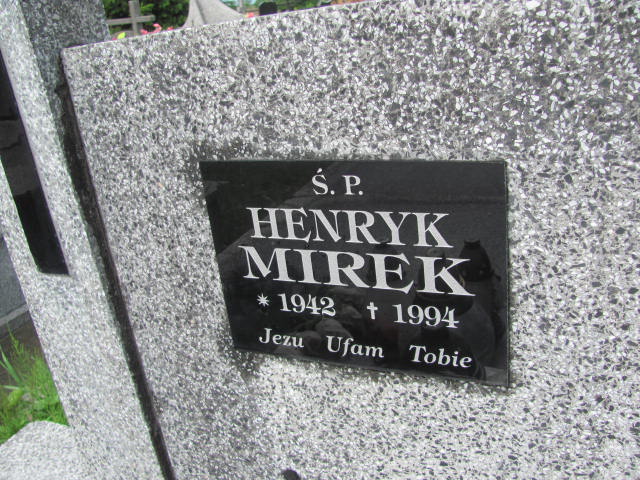 Ś. P.
HENRYK
MIREK
* 1942 † 1994
Jezu Ufam Tobie